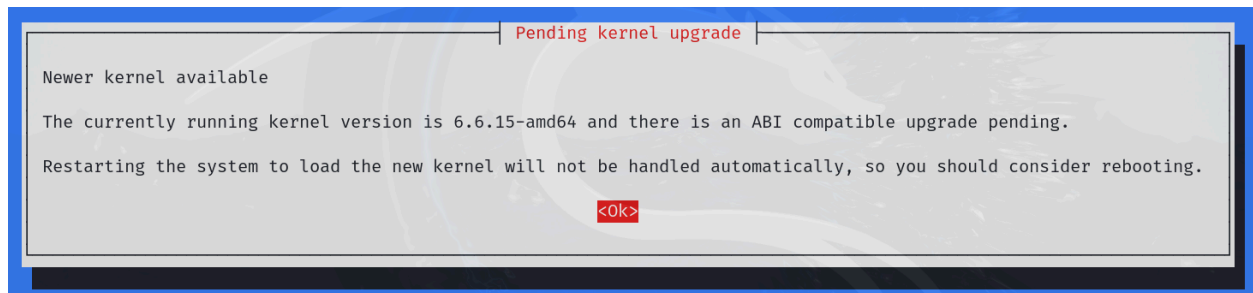 Pending kernel upgrade
Newer kernel available
The currently running kernel version is 6.6.15-amd64 and there is an ABI compatible upgrade pending.
Restarting the system to load the new kernel will not be handled automatically, so you should consider rebooting.
<Ok>